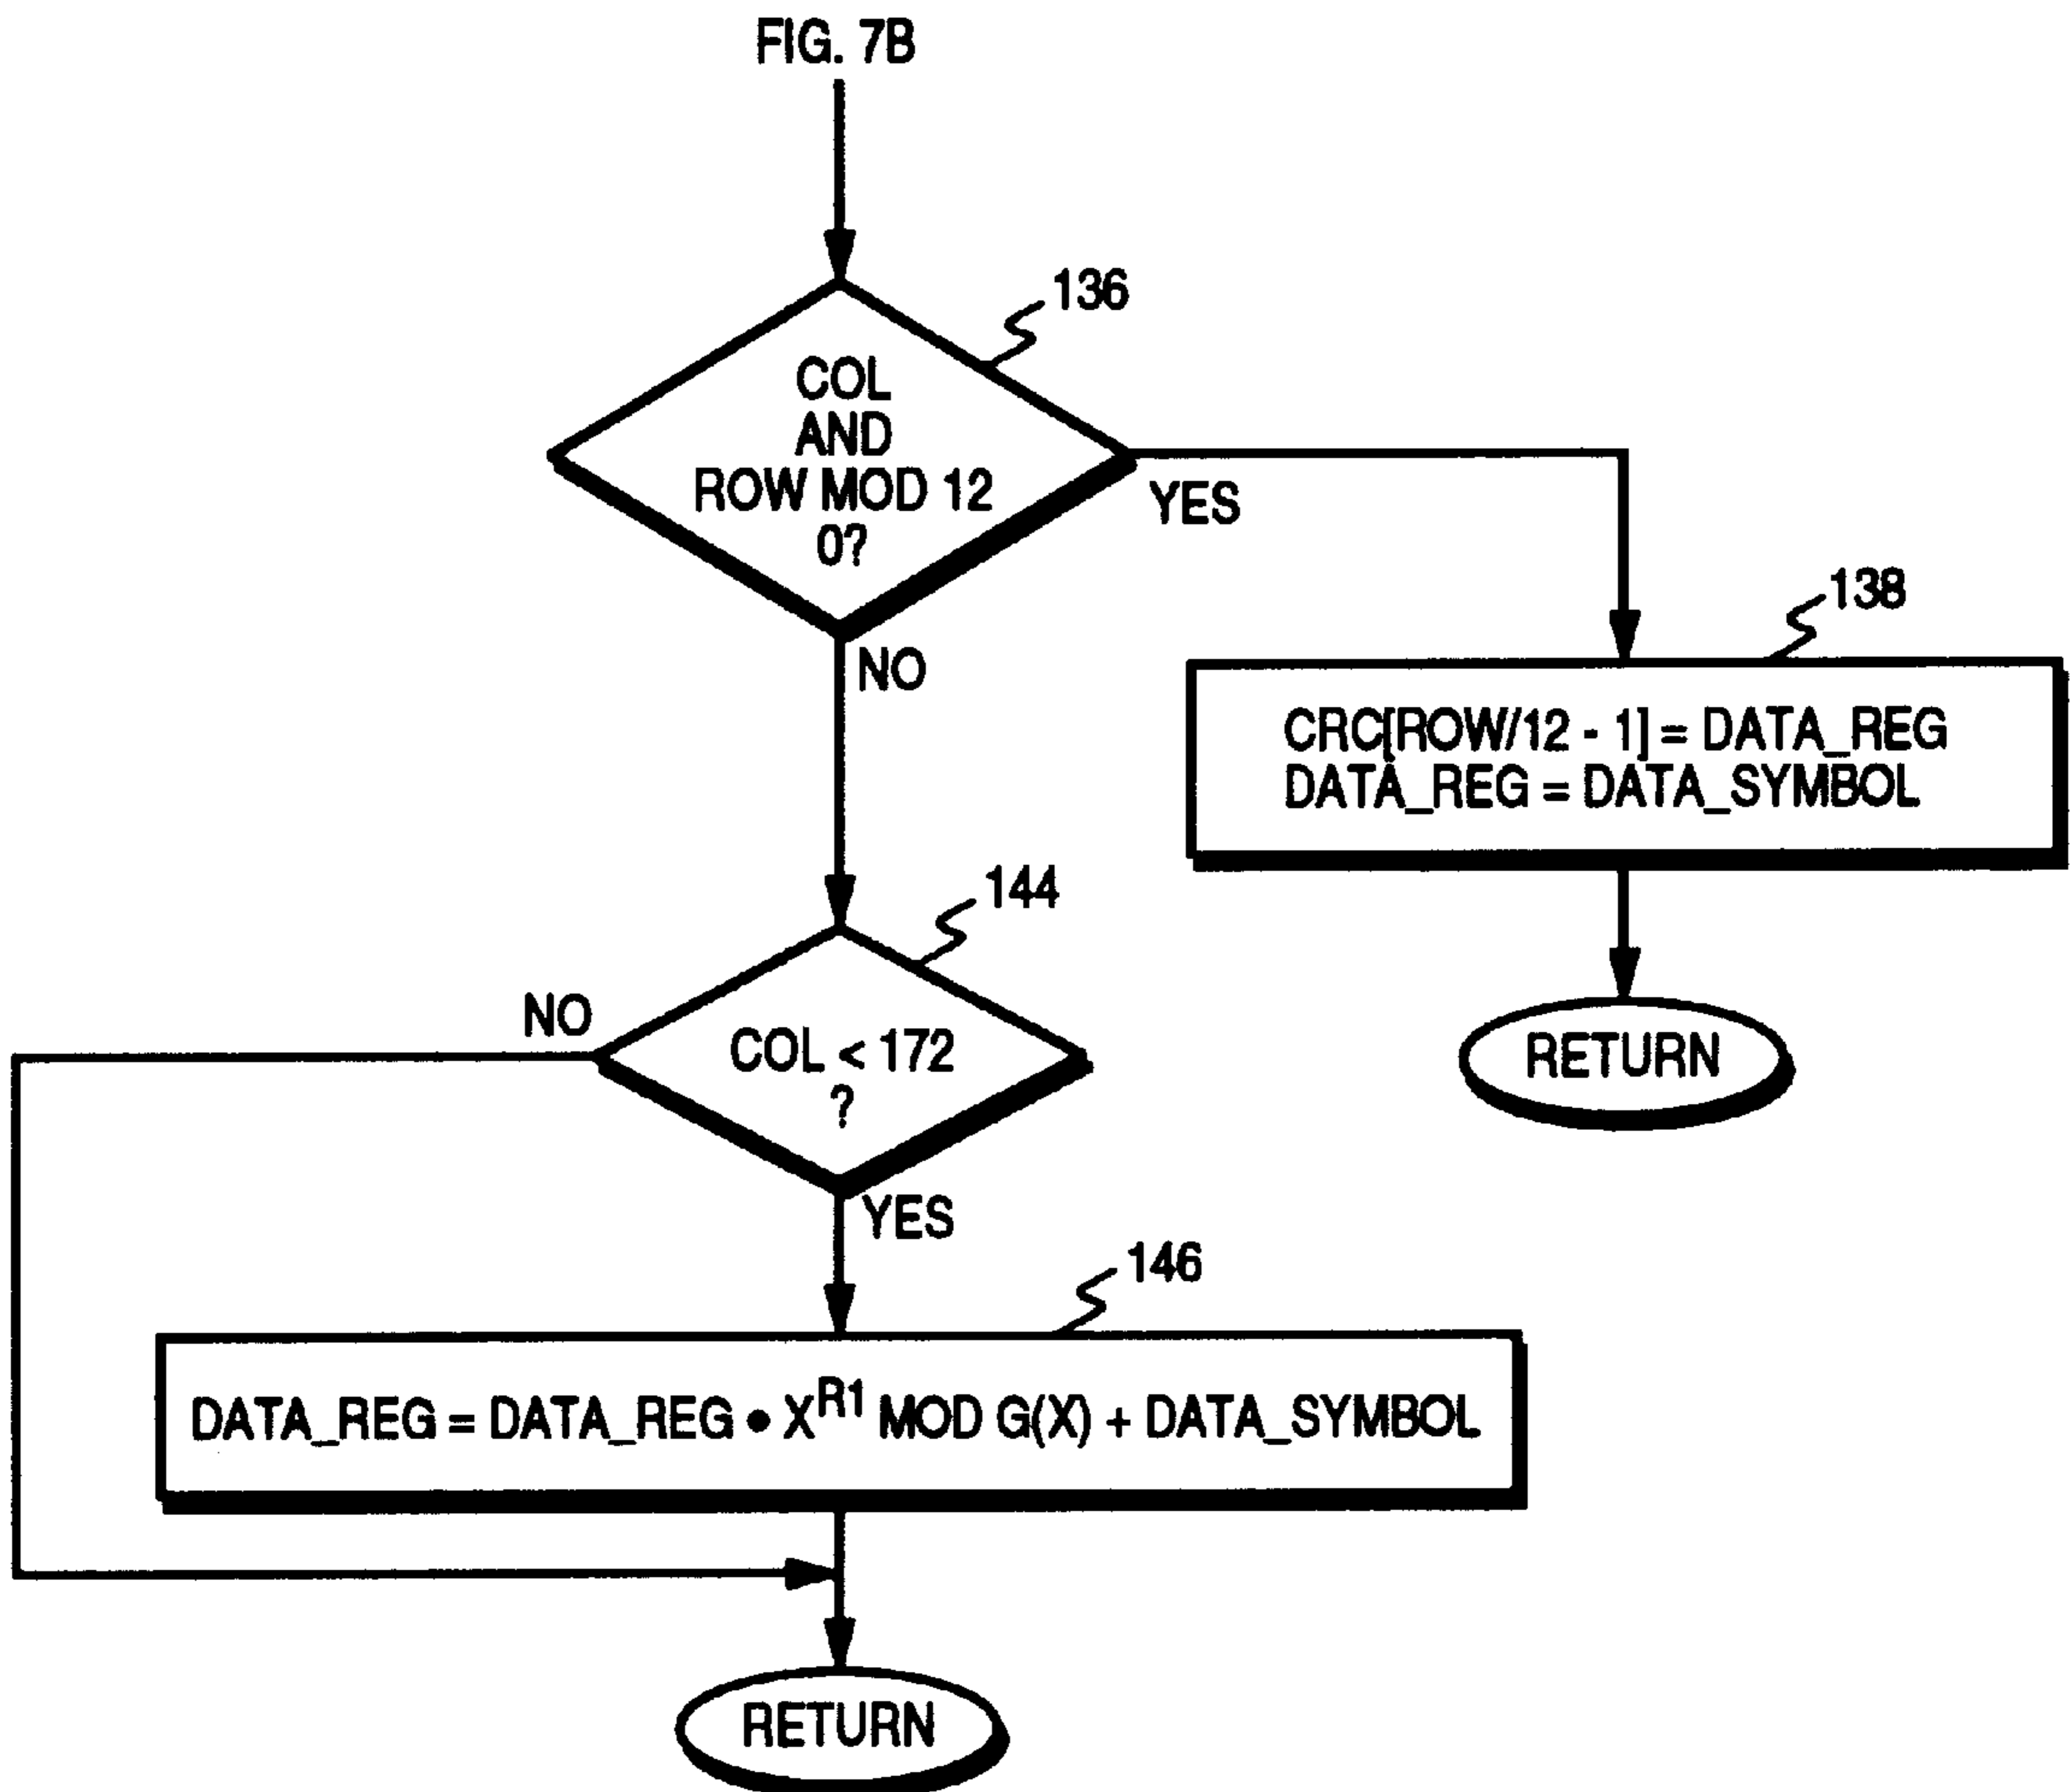 FIG. 7B
136
COL
AND
ROW MOD 12
0?
YES
NO
138
CRC[ROW//12 - 1] = DATA_REG
DATA_REG = DATA_SYMBOL
RETURN
144
NO
COL < 172
?
YES
146
DATA_REG = DATA_REG • X^R1 MOD G(X) + DATA_SYMBOL
RETURN